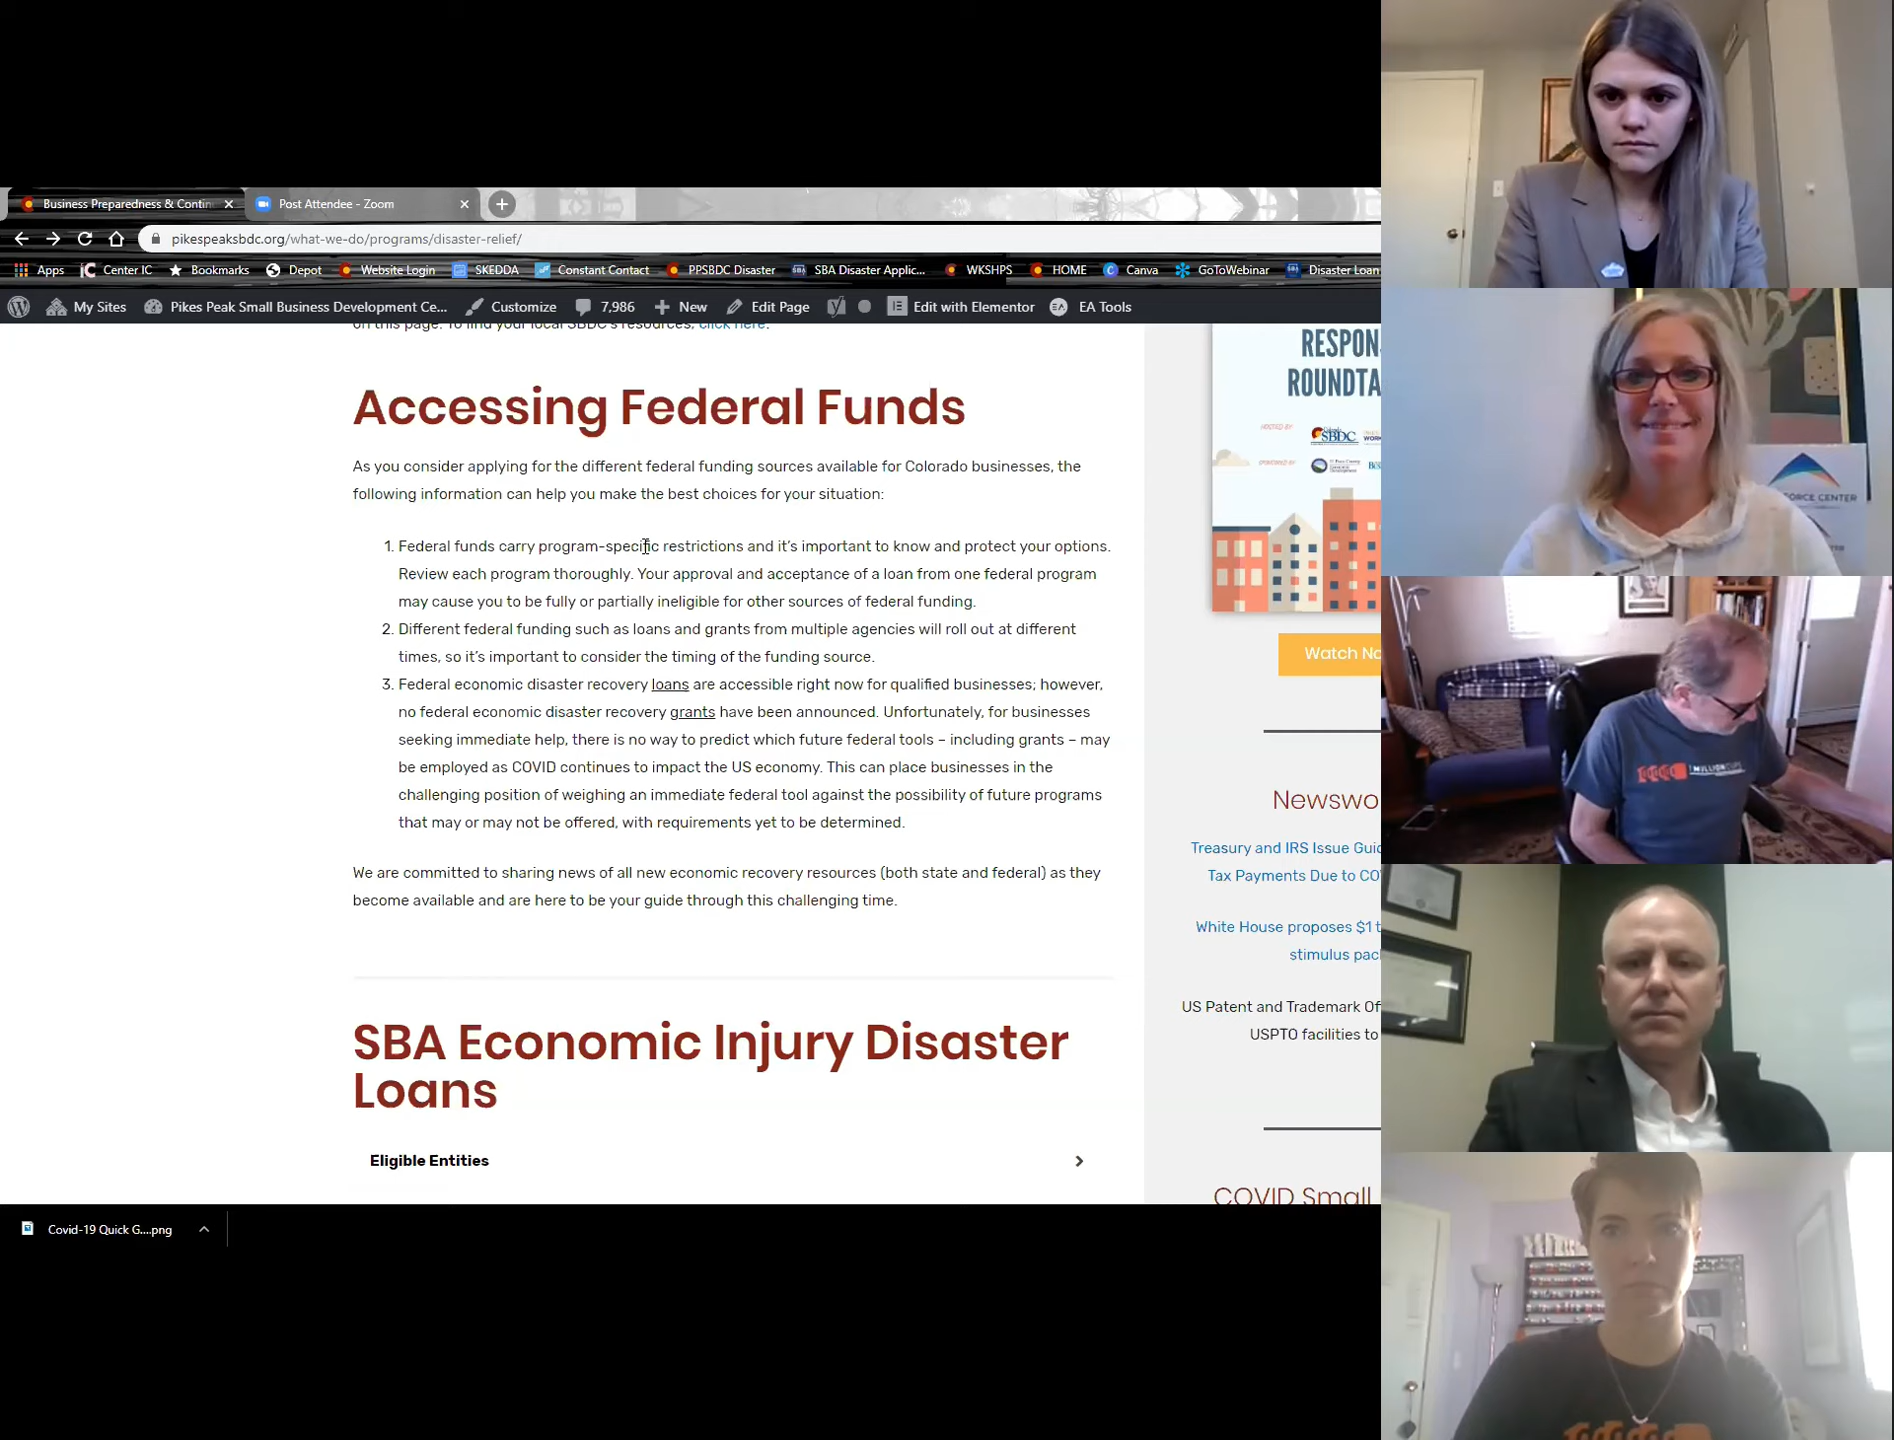 Business Preparedness & Contin
Post Attendee - Zoom
pikespeaksbdc.org/what-we-do/programs/disaster-relief/
Apps
Center IC
Bookmarks
Depot
Website Login
SKEDDA
Constant Contact
PPSBDC Disaster
SBA Disaster Applic...
WKSHPS
HOME
Canva
GoToWebinar
Disaster Loan
My Sites
Pikes Peak Small Business Development Ce...
Customize
7,986
New
Edit Page
Edit with Elementor
EA Tools
on this page. To find your local SBDC's resources, click here.
Accessing Federal Funds
As you consider applying for the different federal funding sources available for Colorado businesses, the
following information can help you make the best choices for your situation:
1. Federal funds carry program-specific restrictions and it's important to know and protect your options.
Review each program thoroughly. Your approval and acceptance of a loan from one federal program
may cause you to be fully or partially ineligible for other sources of federal funding.
2. Different federal funding such as loans and grants from multiple agencies will roll out at different
times, so it's important to consider the timing of the funding source.
3. Federal economic disaster recovery loans are accessible right now for qualified businesses; however,
no federal economic disaster recovery grants have been announced. Unfortunately, for businesses
seeking immediate help, there is no way to predict which future federal tools – including grants – may
be employed as COVID continues to impact the US economy. This can place businesses in the
challenging position of weighing an immediate federal tool against the possibility of future programs
that may or may not be offered, with requirements yet to be determined.
We are committed to sharing news of all new economic recovery resources (both state and federal) as they
become available and are here to be your guide through this challenging time.
SBA Economic Injury Disaster
Loans
Eligible Entities
RESPON
ROUNDTA
HOSTED BY
SBDC
SPONSORED BY
Watch No
Newswo
Treasury and IRS Issue Guid
Tax Payments Due to CO
White House proposes $1 t
stimulus pac
US Patent and Trademark Of
USPTO facilities to
COVID Small
Covid-19 Quick G....png
ORCE CENTER
1 MILLION CUPS